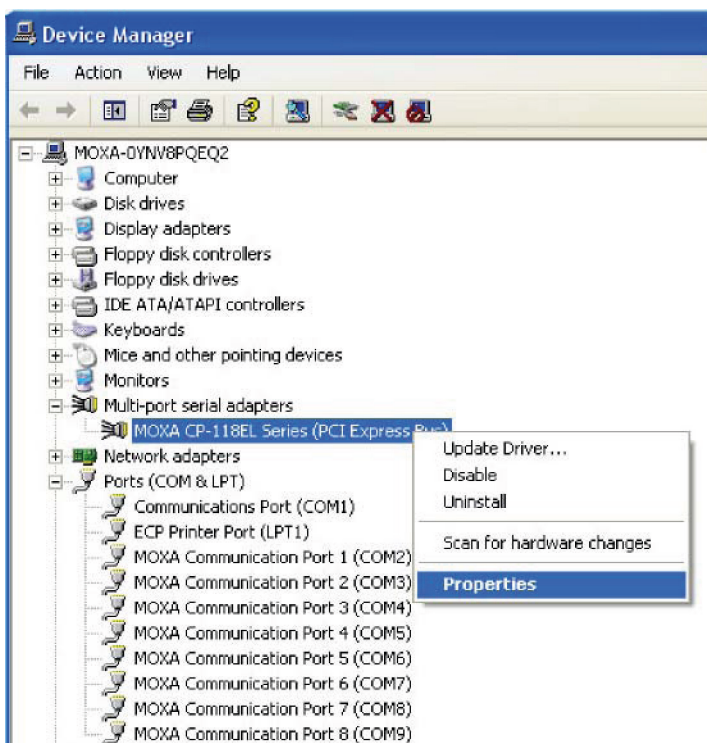 Device Manager
File Action View Help
MOXA-0YNV8PQEQ2
Computer
Disk drives
Display adapters
Floppy disk controllers
Floppy disk drives
IDE ATA/ATAPI controllers
Keyboards
Mice and other pointing devices
Monitors
Multi-port serial adapters
MOXA CP-118EL Series (PCI Express Bus)
Network adapters
Ports (COM & LPT)
Communications Port (COM1)
ECP Printer Port (LPT1)
MOXA Communication Port 1 (COM2)
MOXA Communication Port 2 (COM3)
MOXA Communication Port 3 (COM4)
MOXA Communication Port 4 (COM5)
MOXA Communication Port 5 (COM6)
MOXA Communication Port 6 (COM7)
MOXA Communication Port 7 (COM8)
MOXA Communication Port 8 (COM9)
Update Driver...
Disable
Uninstall
Scan for hardware changes
Properties